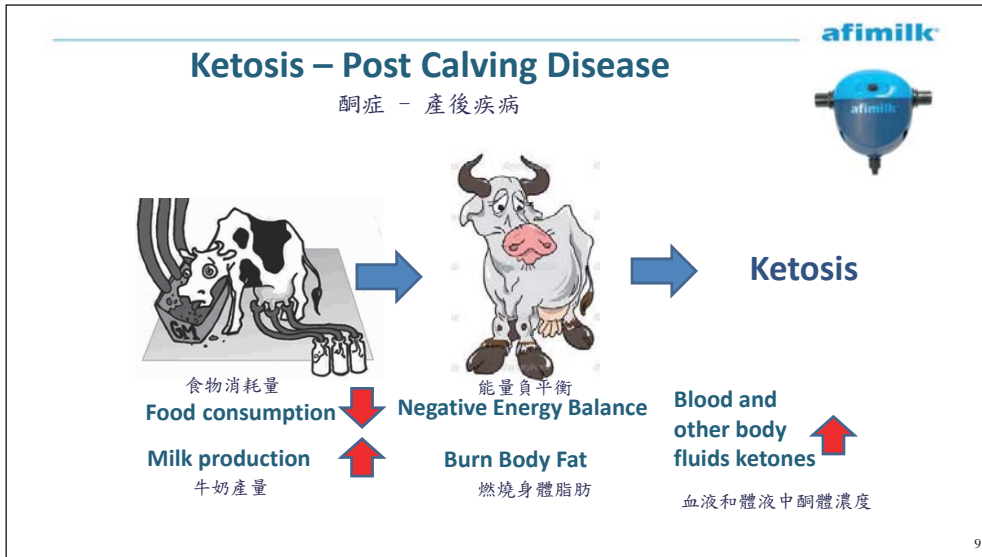 afimilk
Ketosis – Post Calving Disease
酮症 － 產後疾病
afimilk
GM
Ketosis
食物消耗量
Food consumption
Milk production
牛奶產量
能量負平衡
Negative Energy Balance
Burn Body Fat
燃燒身體脂肪
Blood and
other body
fluids ketones
血液和體液中酮體濃度
9